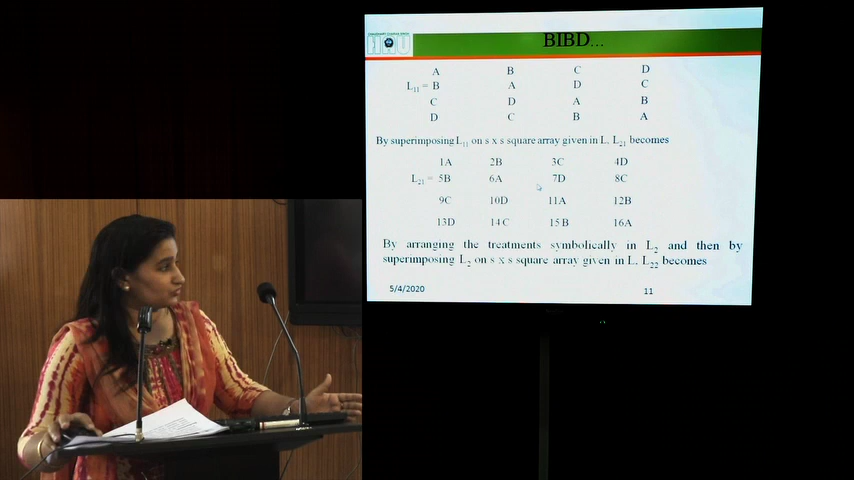 HAU
BIBD...
A B C D
L11 = B A D C
C D A B
D C B A
By superimposing L11 on s x s square array given in L. L21 becomes
1A 2B 3C 4D
L21 = 5B 6A 7D 8C
9C 10D 11A 12B
13D 14C 15B 16A
By arranging the treatments symbolically in L2 and then by
superimposing L2 on s x s square array given in L. L22 becomes
5/4/2020 11